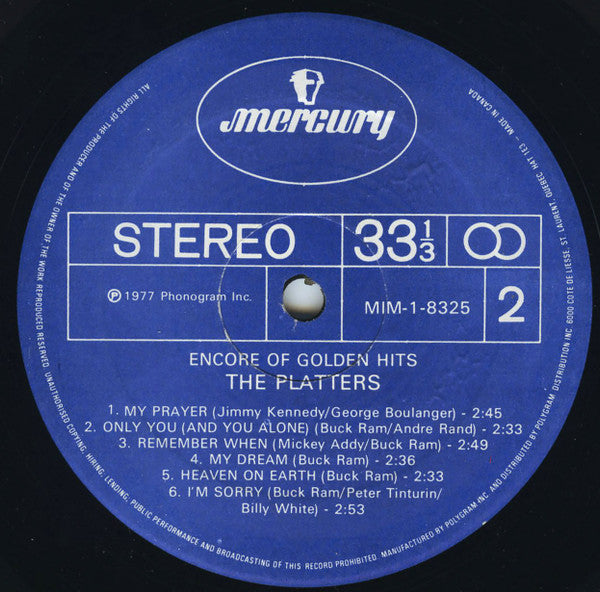 mercury
STEREO
33 1/3
℗ 1977 Phonogram Inc.
MIM-1-8325
2
ENCORE OF GOLDEN HITS
THE PLATTERS
1. MY PRAYER (Jimmy Kennedy/George Boulanger) - 2:45
2. ONLY YOU (AND YOU ALONE) (Buck Ram/Andre Rand) - 2:33
3. REMEMBER WHEN (Mickey Addy/Buck Ram) - 2:49
4. MY DREAM (Buck Ram) - 2:36
5. HEAVEN ON EARTH (Buck Ram) - 2:33
6. I'M SORRY (Buck Ram/Peter Tinturin/
Billy White) - 2:53
ALL RIGHTS OF THE PRODUCER AND OF THE OWNER OF THE WORK REPRODUCED RESERVED. UNAUTHORISED COPYING, HIRING, LENDING, PUBLIC PERFORMANCE AND BROADCASTING OF THIS RECORD PROHIBITED. MANUFACTURED BY POLYGRAM INC. AND DISTRIBUTED BY POLYGRAM DISTRIBUTION INC. 6000 COTE DE LIESSE, ST LAURENT, QUEBEC H4T 1E3 - MADE IN CANADA